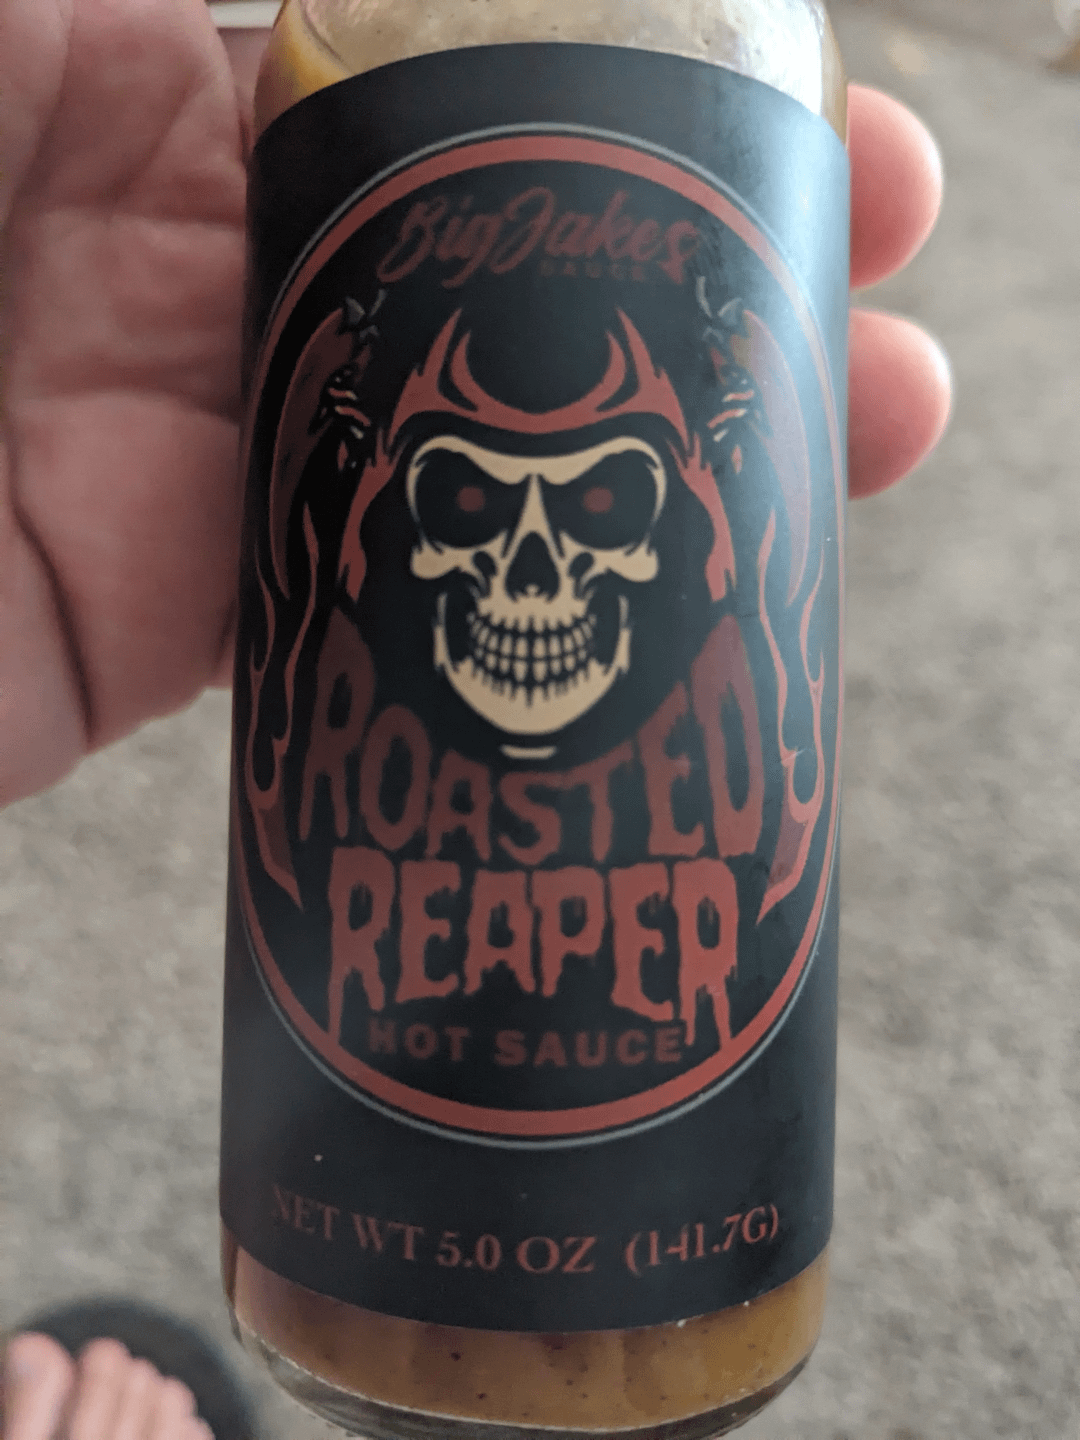 BigJakes
SAUCE
ROASTED
REAPER
HOT SAUCE
NET WT 5.0 OZ (141.7G)